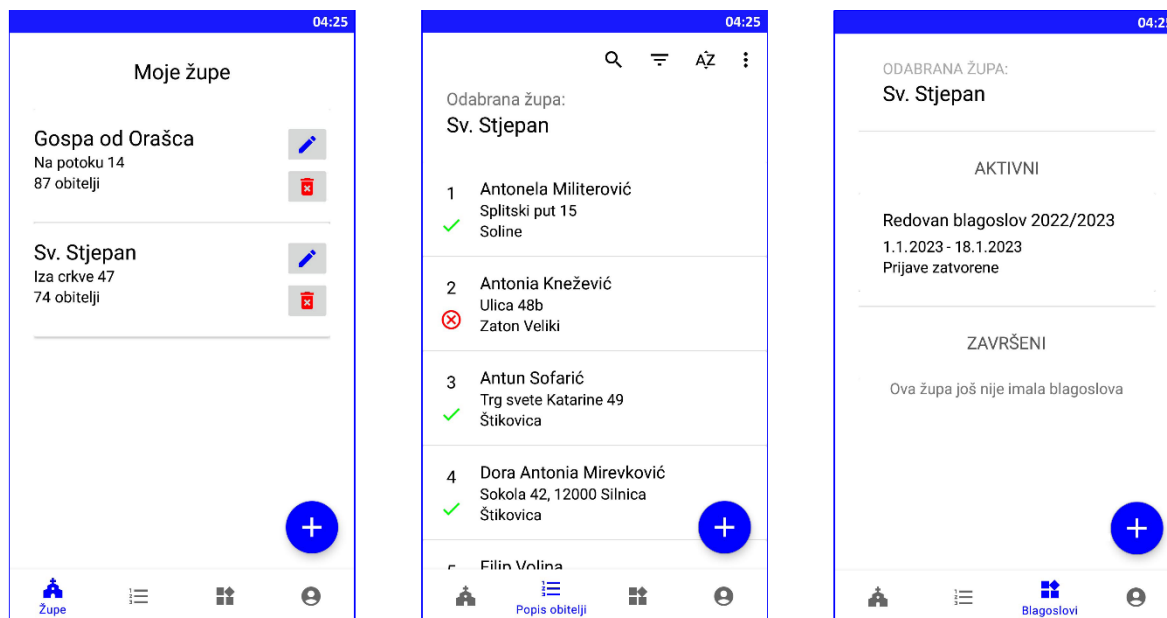 04:25
Moje župe
Gospa od Orašca
Na potoku 14
87 obitelji
Sv. Stjepan
Iza crkve 47
74 obitelji
Župe
04:25
AZ
Odabrana župa:
Sv. Stjepan
1
Antonela Militerović
Splitski put 15
Soline
2
Antonia Knežević
Ulica 48b
Zaton Veliki
3
Antun Sofarić
Trg svete Katarine 49
Štikovica
4
Dora Antonia Mirevković
Sokola 42, 12000 Silnica
Štikovica
5
Filip Volina
Popis obitelji
04:25
ODABRANA ŽUPA:
Sv. Stjepan
AKTIVNI
Redovan blagoslov 2022/2023
1.1.2023 - 18.1.2023
Prijave zatvorene
ZAVRŠENI
Ova župa još nije imala blagoslova
Blagoslovi